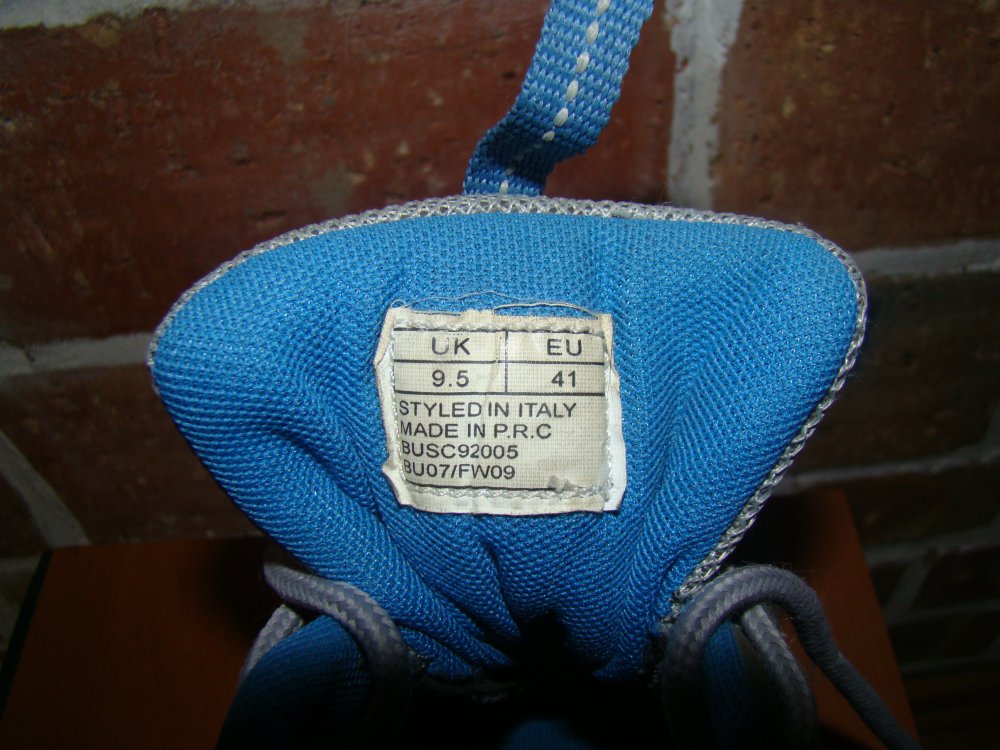 UK EU
9.5 41
STYLED IN ITALY
MADE IN P.R.C
BUSC92005
BU07/FW09